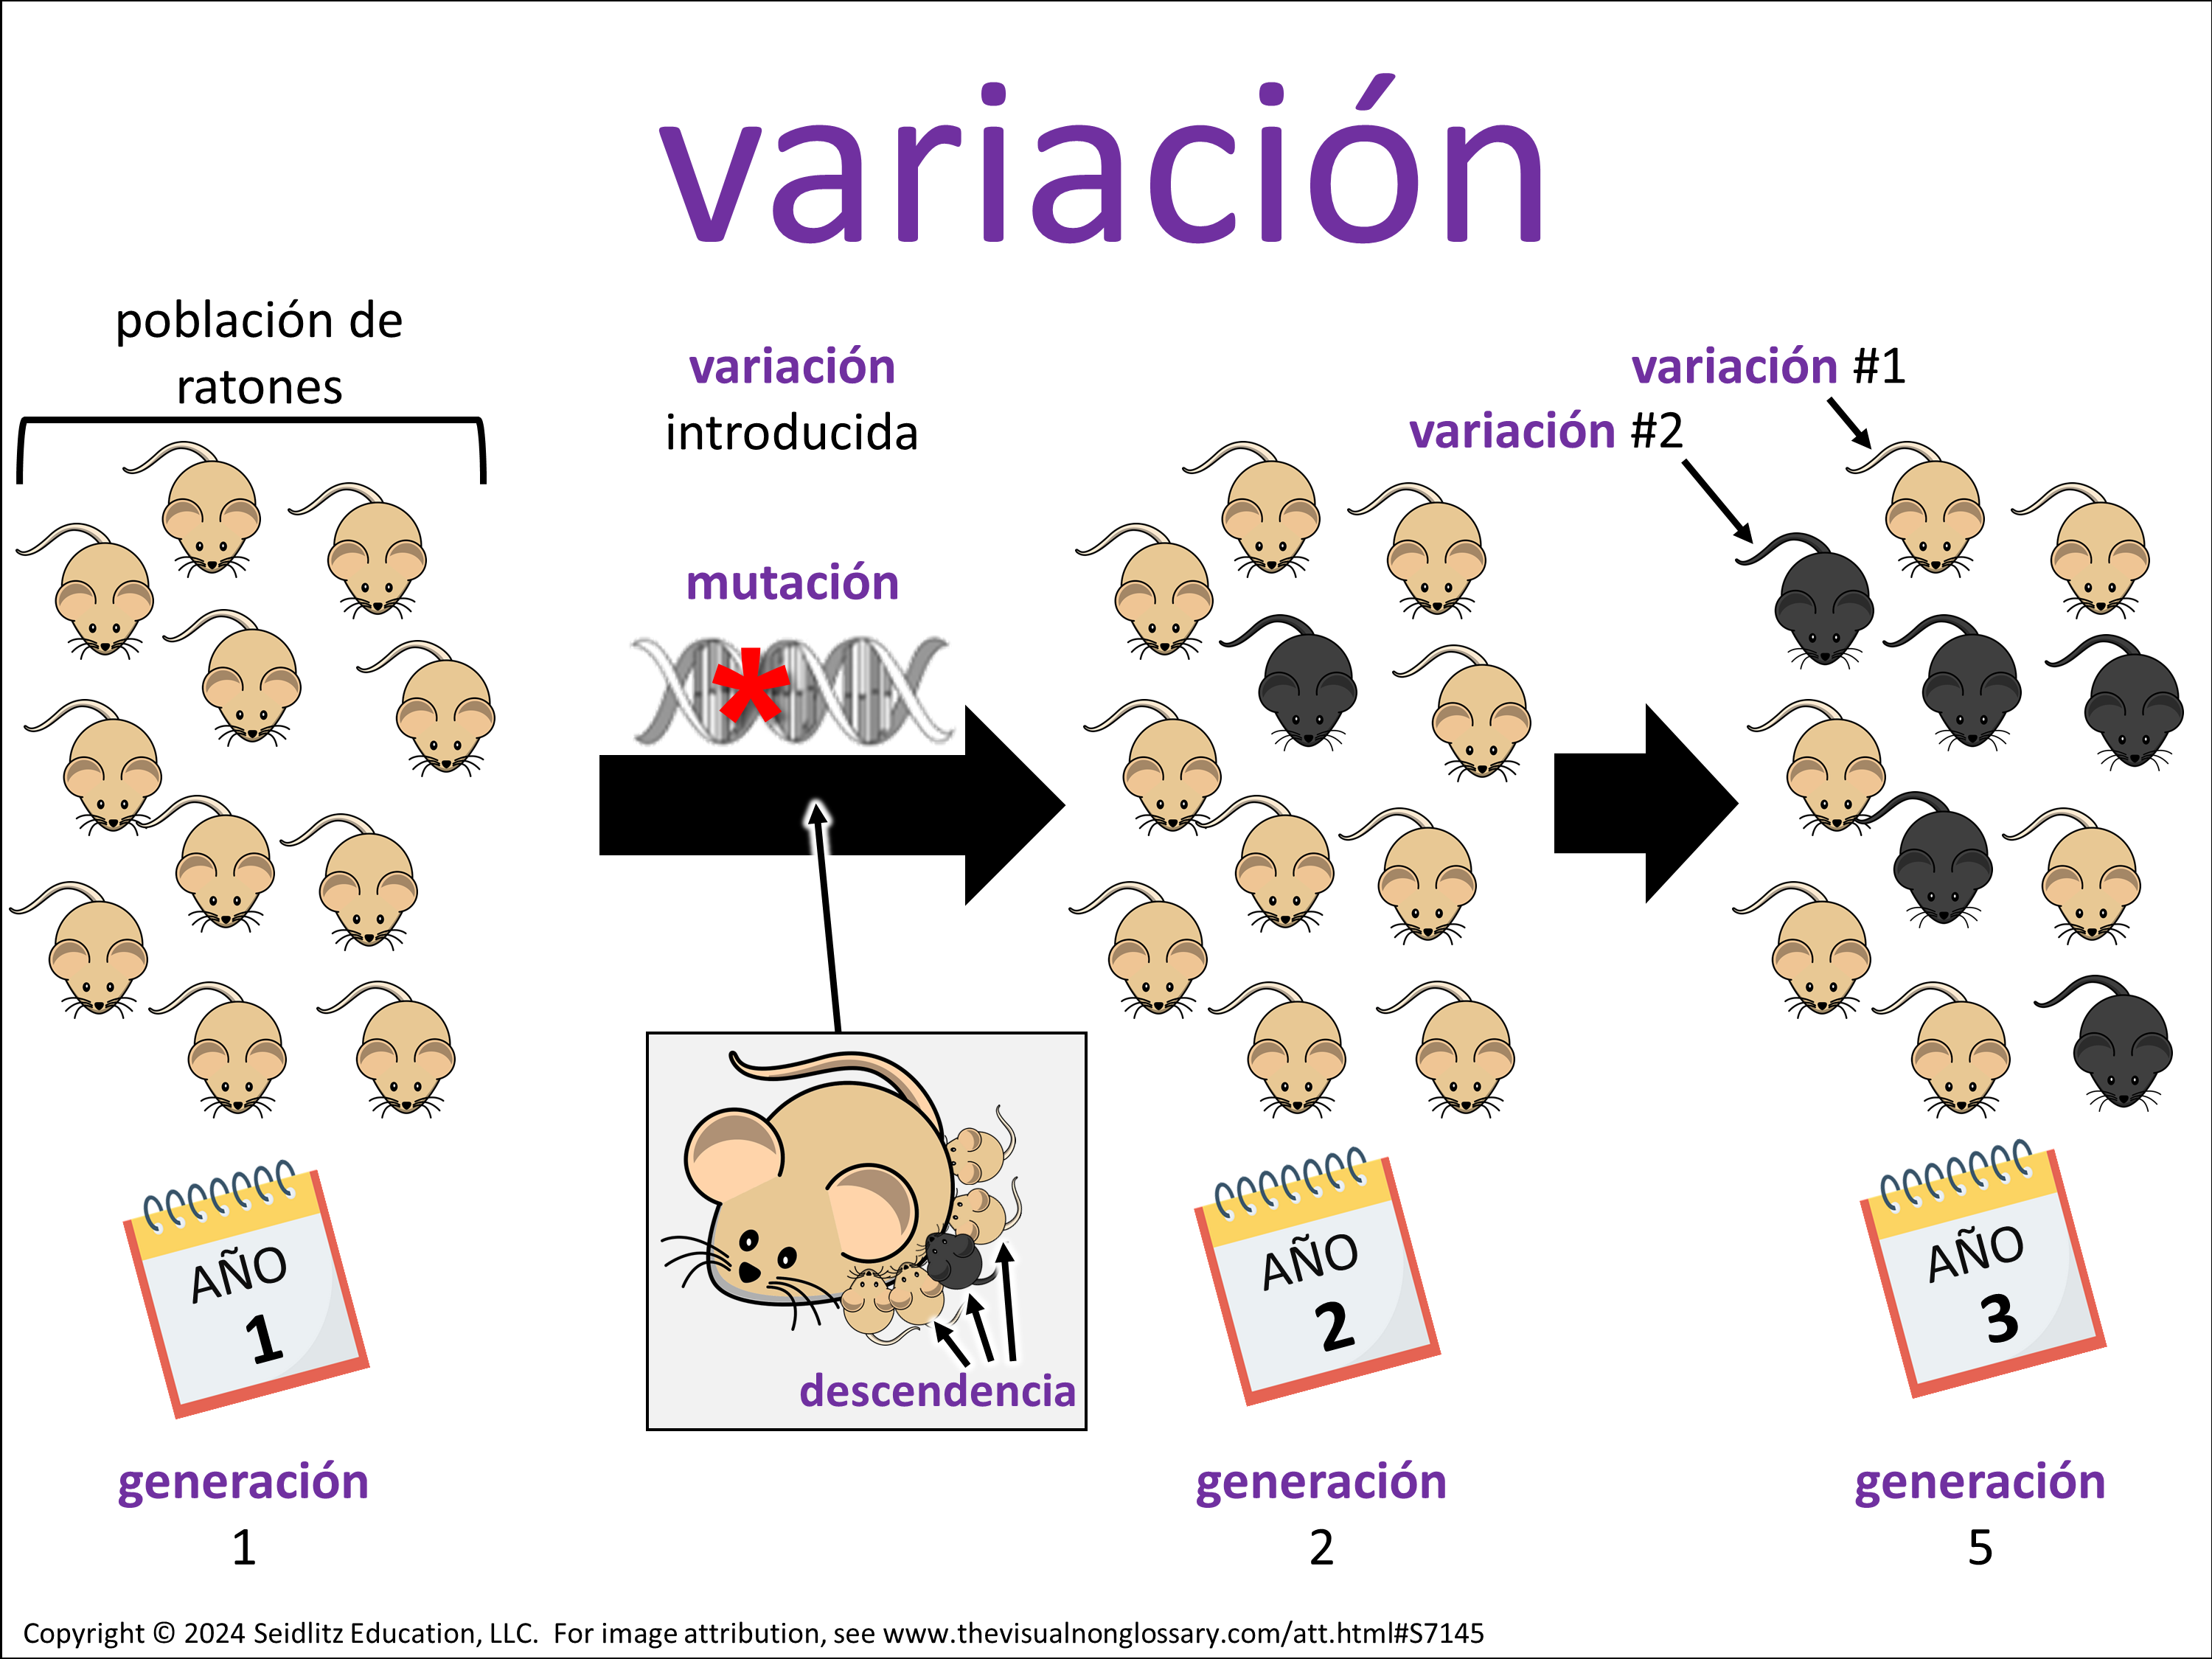 variación
población de
ratones
variación
introducida
mutación
variación #1
variación #2
descendencia
AÑO
1
AÑO
2
AÑO
3
generación
1
generación
2
generación
5
Copyright © 2024 Seidlitz Education, LLC.  For image attribution, see www.thevisualnonglossary.com/att.html#S7145